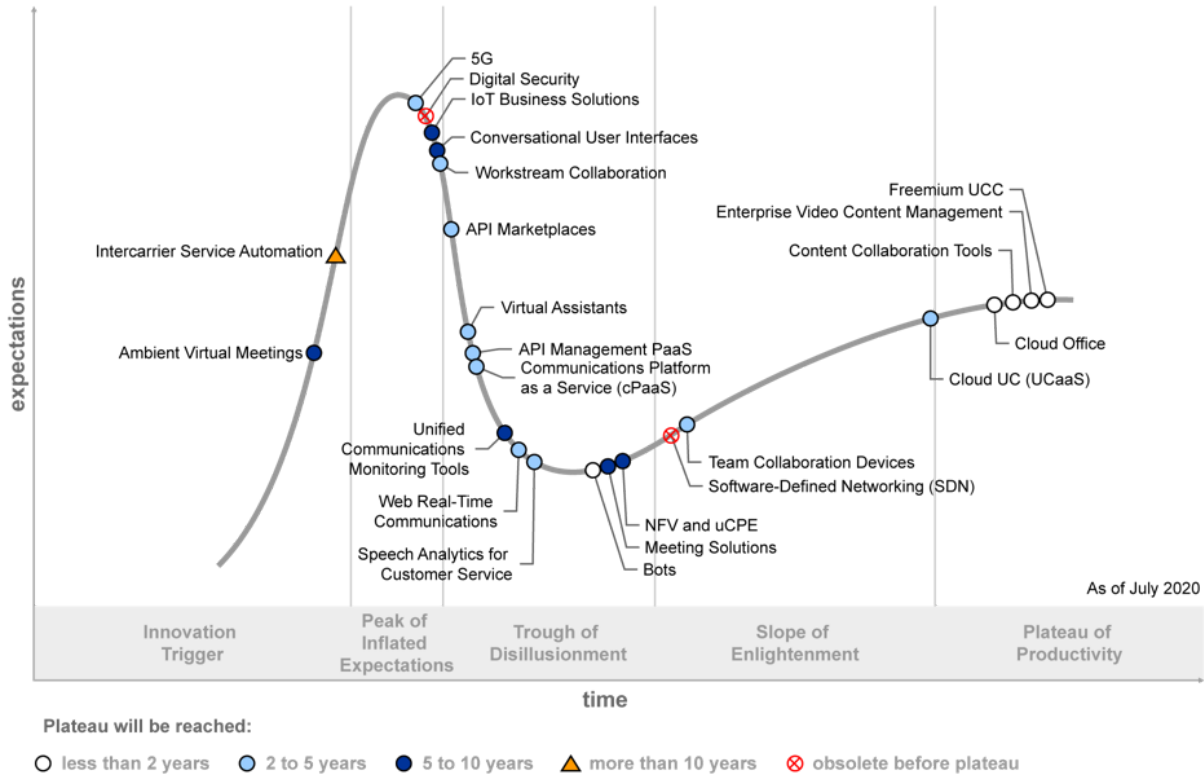 expectations
5G
Digital Security
IoT Business Solutions
Conversational User Interfaces
Workstream Collaboration
API Marketplaces
Intercarrier Service Automation
Ambient Virtual Meetings
Virtual Assistants
API Management PaaS
Communications Platform
as a Service (cPaaS)
Unified
Communications
Monitoring Tools
Web Real-Time
Communications
Speech Analytics for
Customer Service
NFV and uCPE
Meeting Solutions
Bots
Team Collaboration Devices
Software-Defined Networking (SDN)
Freemium UCC
Enterprise Video Content Management
Content Collaboration Tools
Cloud Office
Cloud UC (UCaaS)
As of July 2020
Innovation
Trigger
Peak of
Inflated
Expectations
Trough of
Disillusionment
Slope of
Enlightenment
Plateau of
Productivity
time
Plateau will be reached:
less than 2 years
2 to 5 years
5 to 10 years
more than 10 years
obsolete before plateau